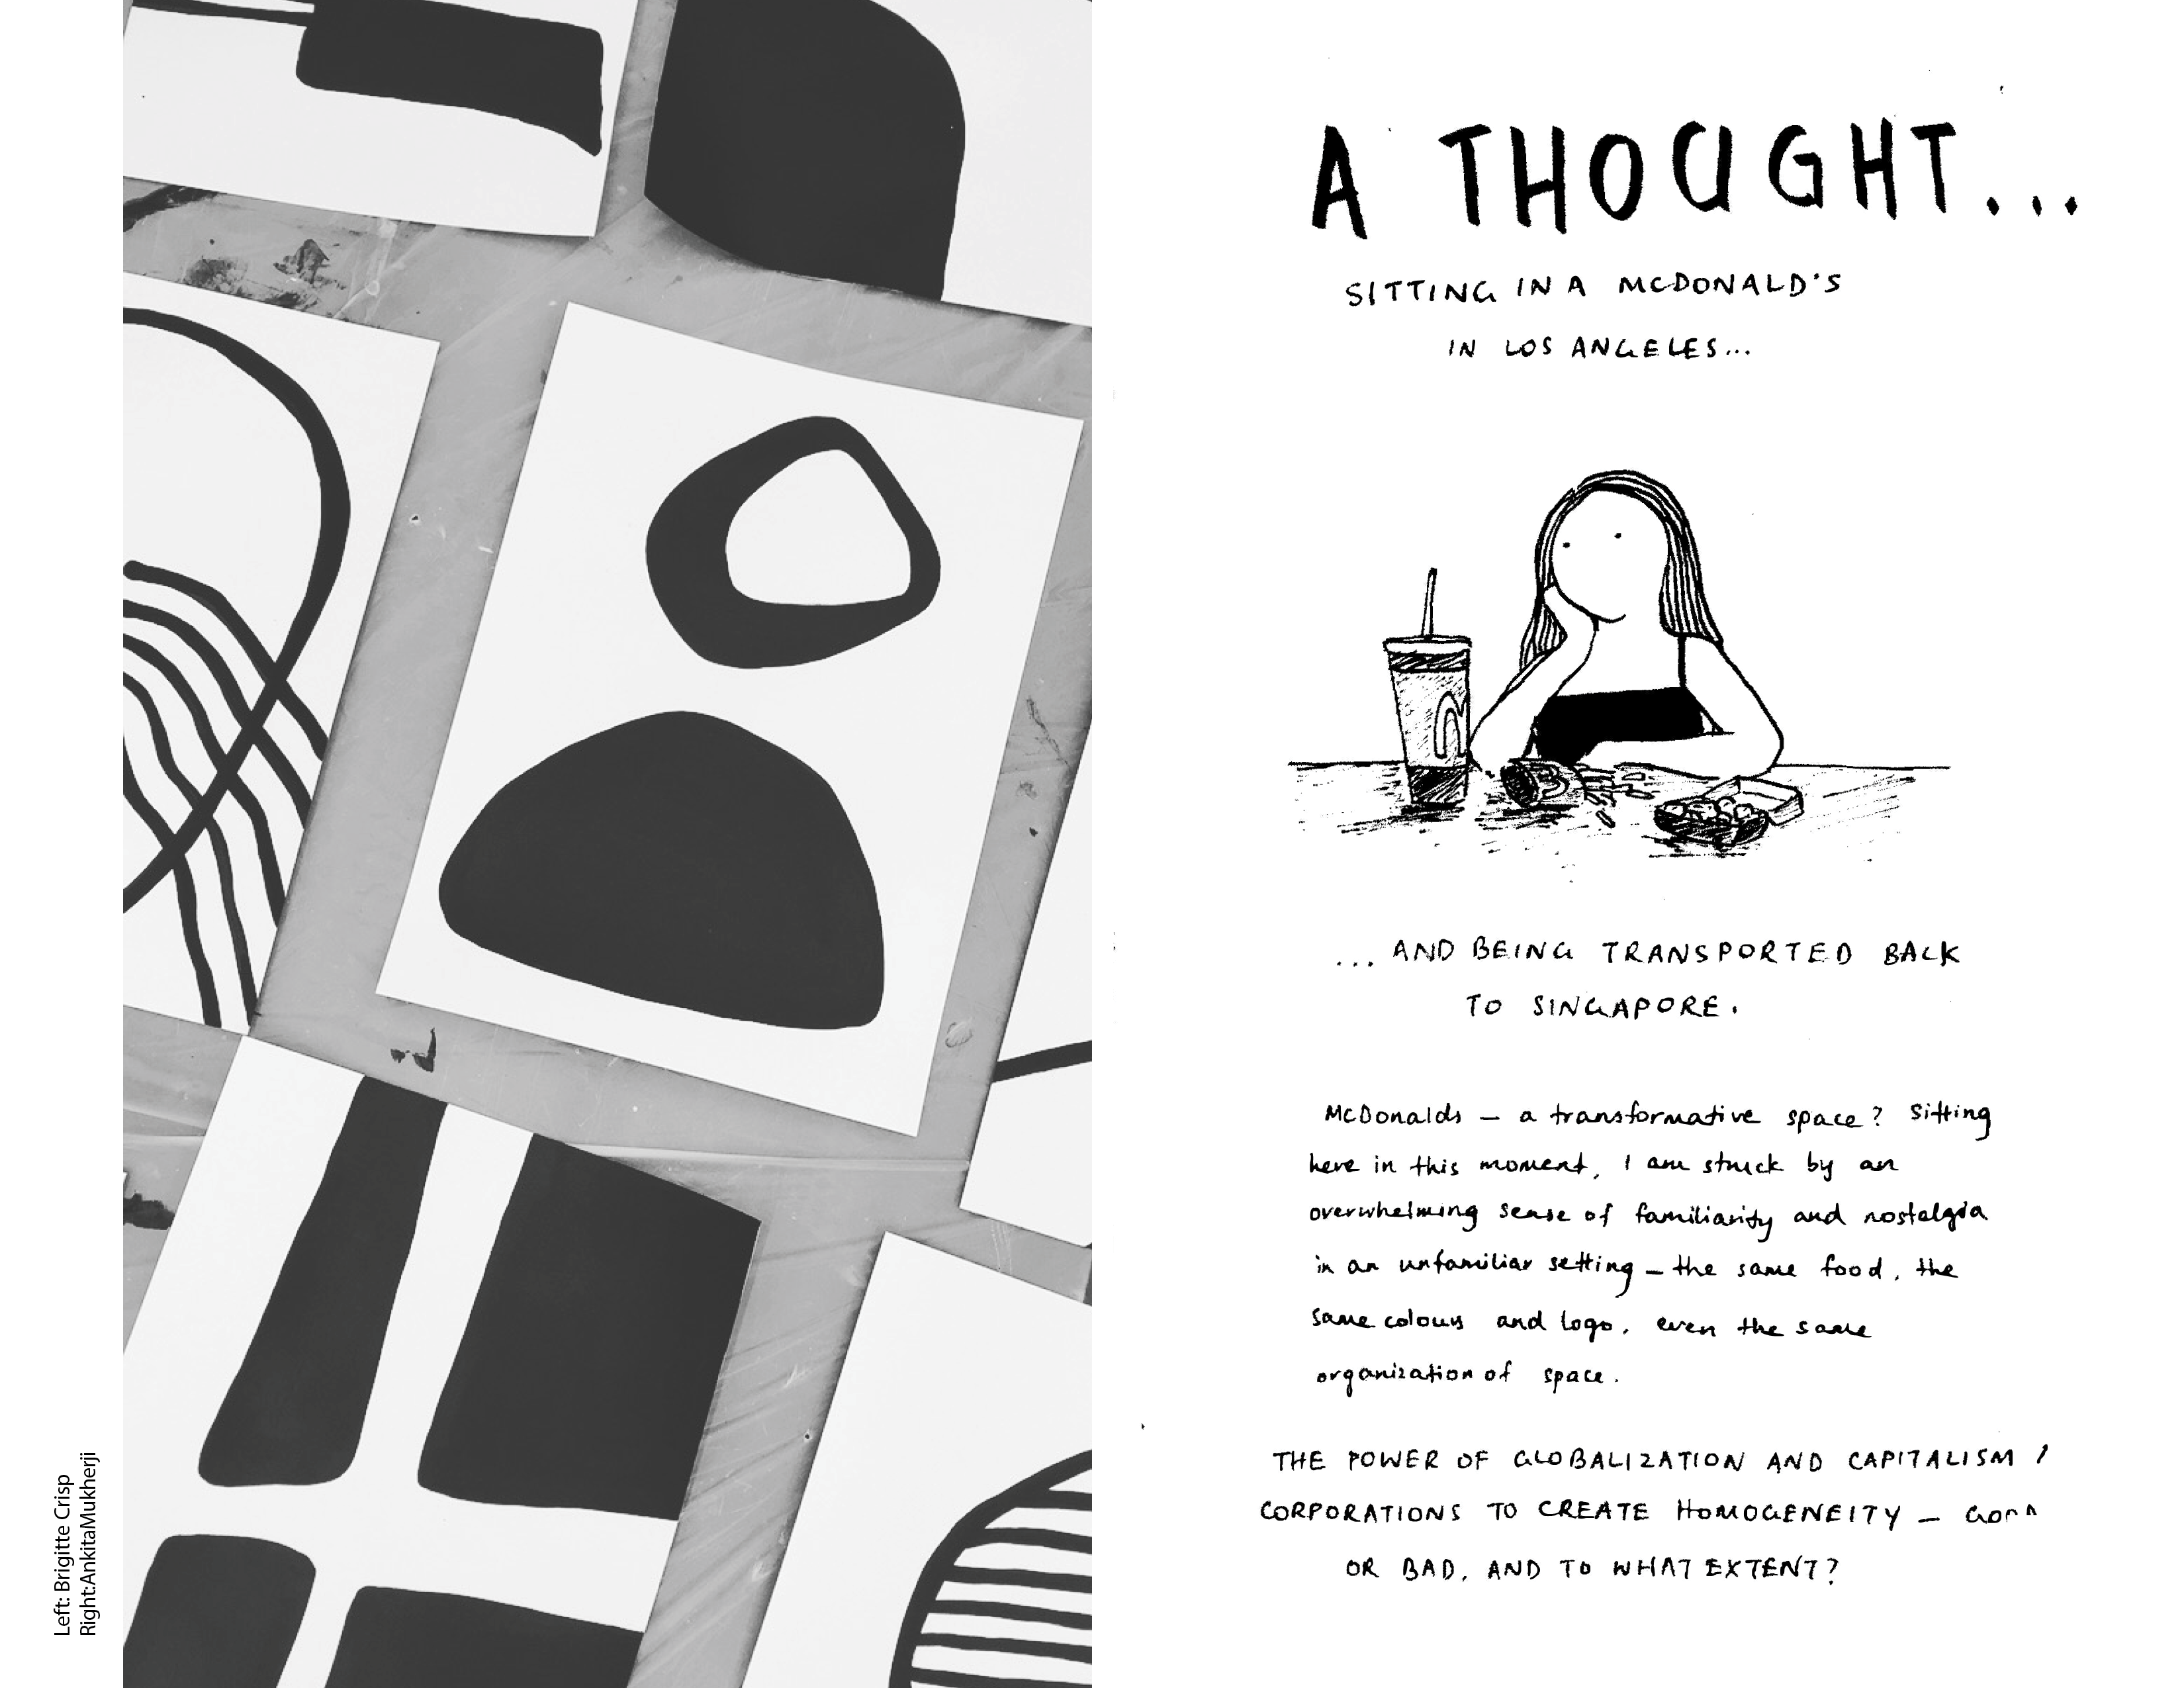 Left: Brigitte Crisp
Right:AnkitaMukherji
A THOUGHT...
SITTING IN A MCDONALD'S
IN LOS ANGELES...
... AND BEING TRANSPORTED BACK
TO SINGAPORE.
McDonalds – a transformative space? Sitting
here in this moment, I am struck by an
overwhelming sense of familiarity and nostalgia
in an unfamiliar setting – the same food, the
same colours and logo, even the same
organization of space.
THE POWER OF GLOBALIZATION AND CAPITALISM /
CORPORATIONS TO CREATE HOMOGENEITY –
OR BAD, AND TO WHAT EXTENT?